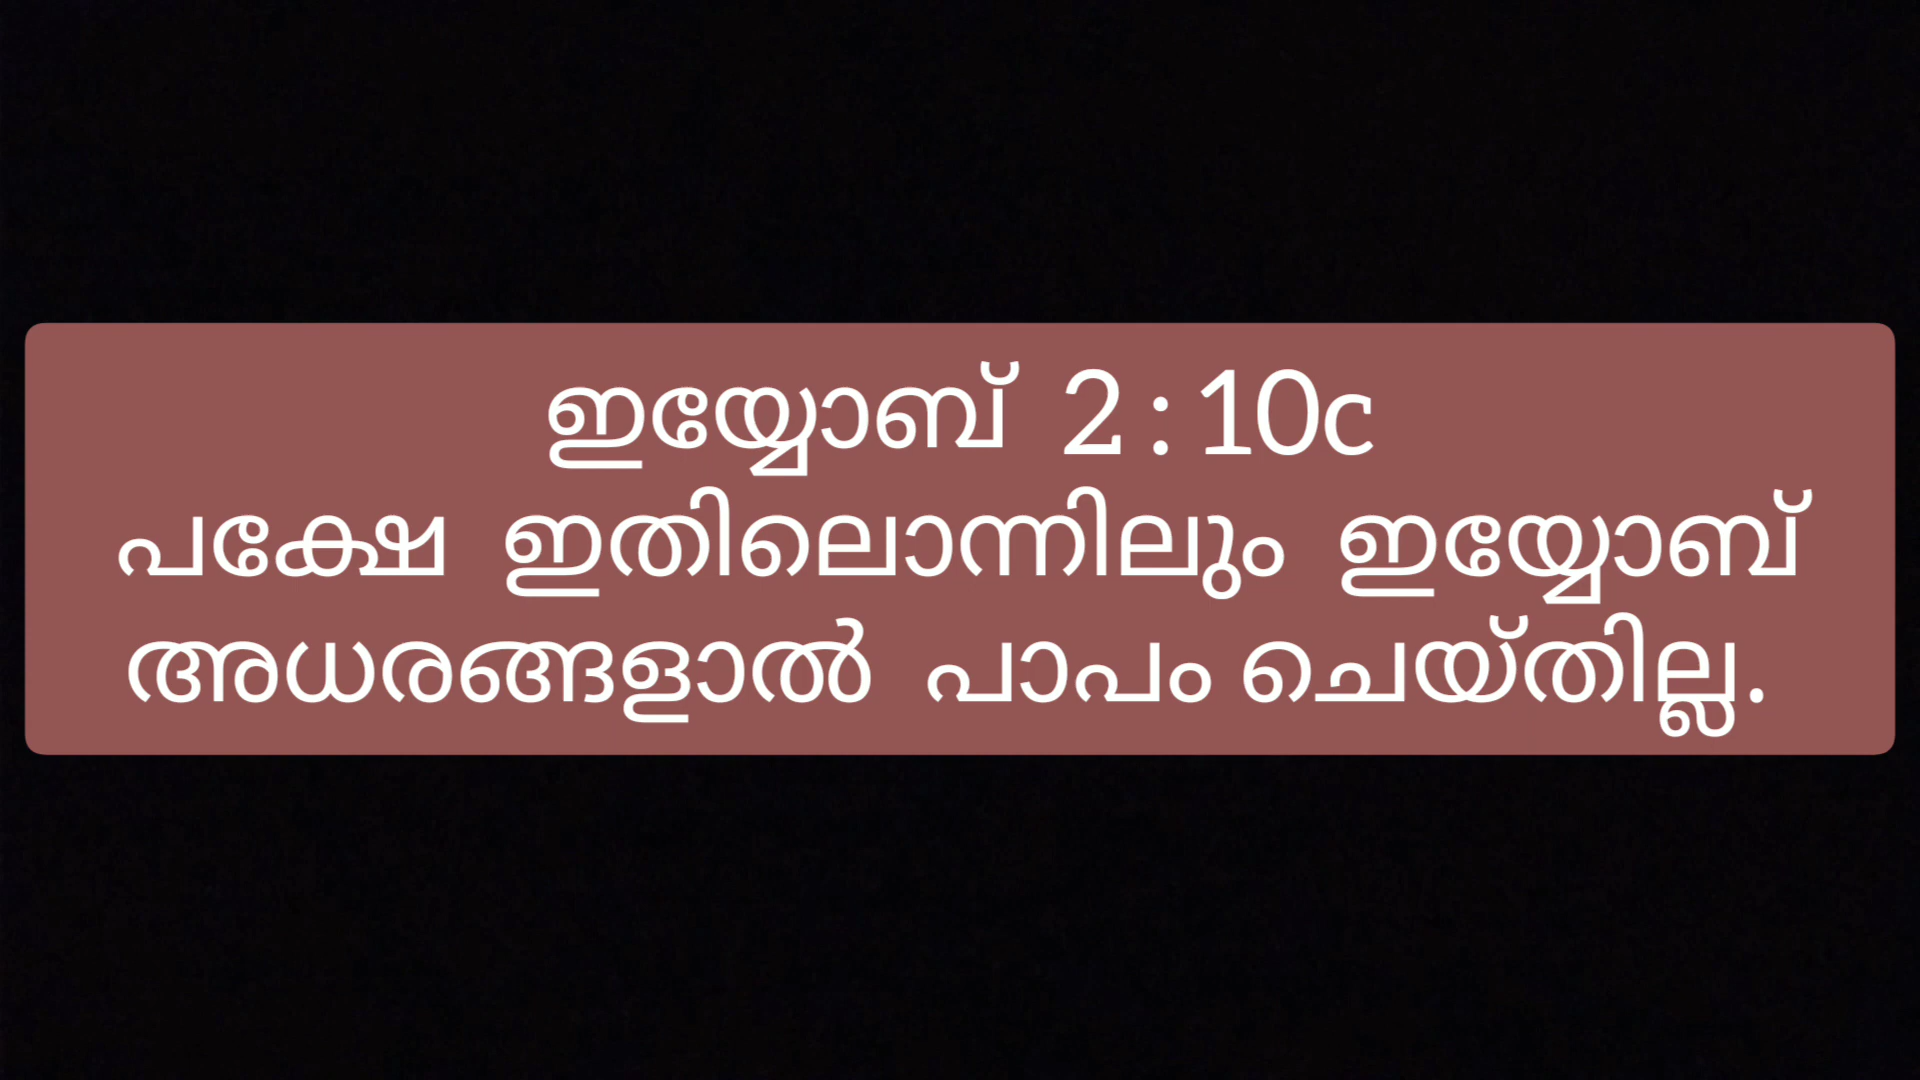 ഇയ്യോബ് 2 : 10c
പക്ഷേ ഇതിലൊന്നിലും ഇയ്യോബ്
അധരങ്ങളാൽ പാപം ചെയ്തില്ല.